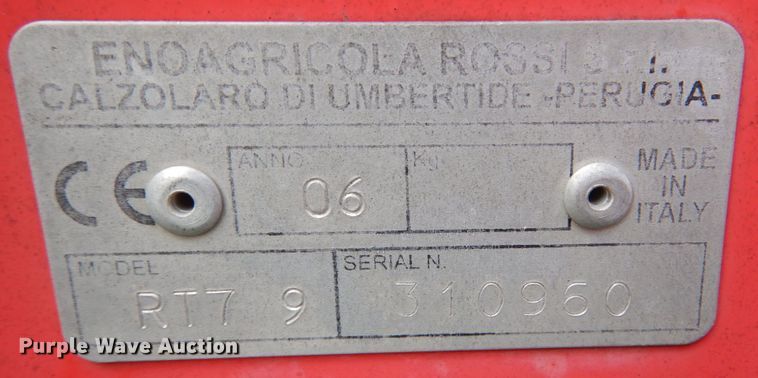 ENOAGRICOLA ROSSI S.r.l.
CALZOLARO DI UMBERTIDE -PERUGIA-
CE
ANNO 06
Kg.
MADE IN ITALY
MODEL RT7 9
SERIAL N. 310960
Purple Wave Auction